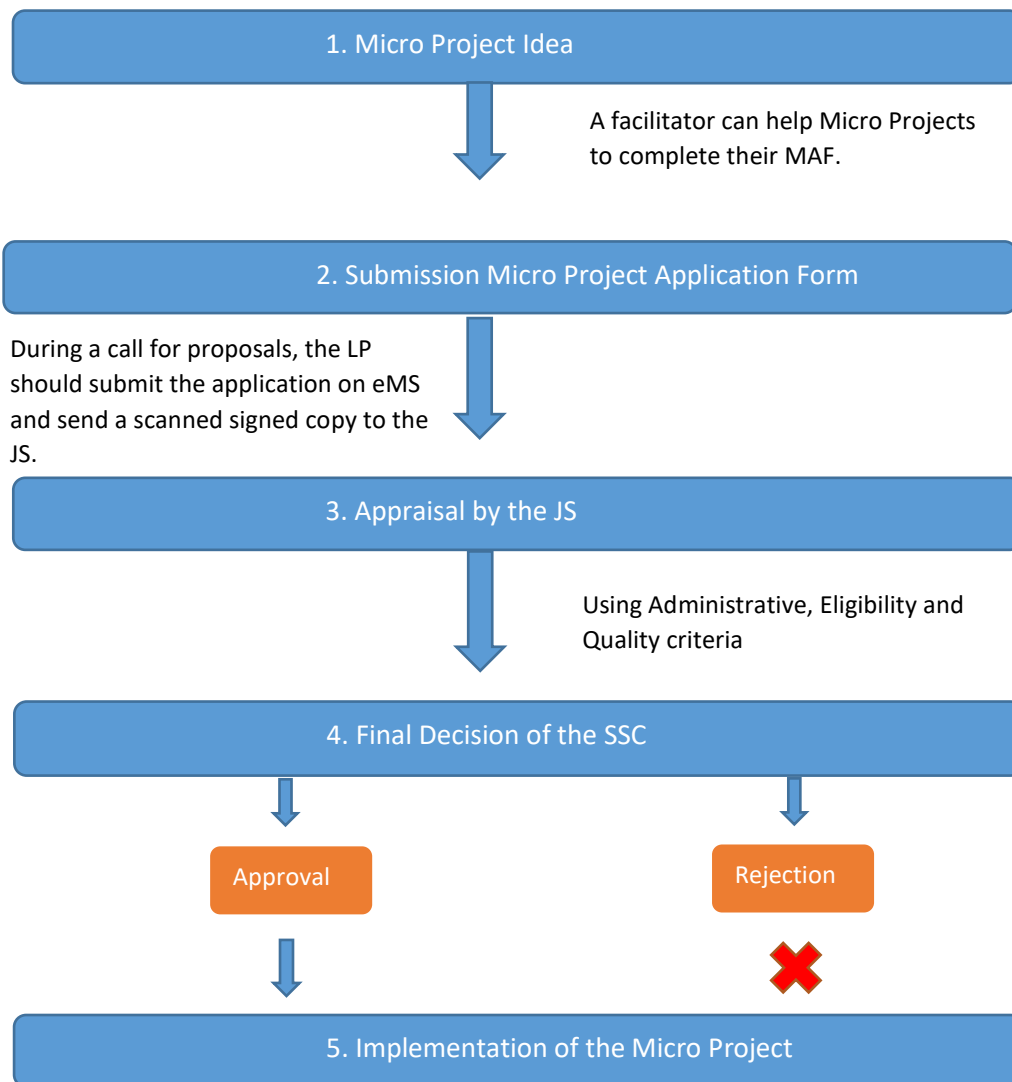 1. Micro Project Idea
A facilitator can help Micro Projects
to complete their MAF.
2. Submission Micro Project Application Form
During a call for proposals, the LP
should submit the application on eMS
and send a scanned signed copy to the
JS.
3. Appraisal by the JS
Using Administrative, Eligibility and
Quality criteria
4. Final Decision of the SSC
Approval
Rejection
5. Implementation of the Micro Project